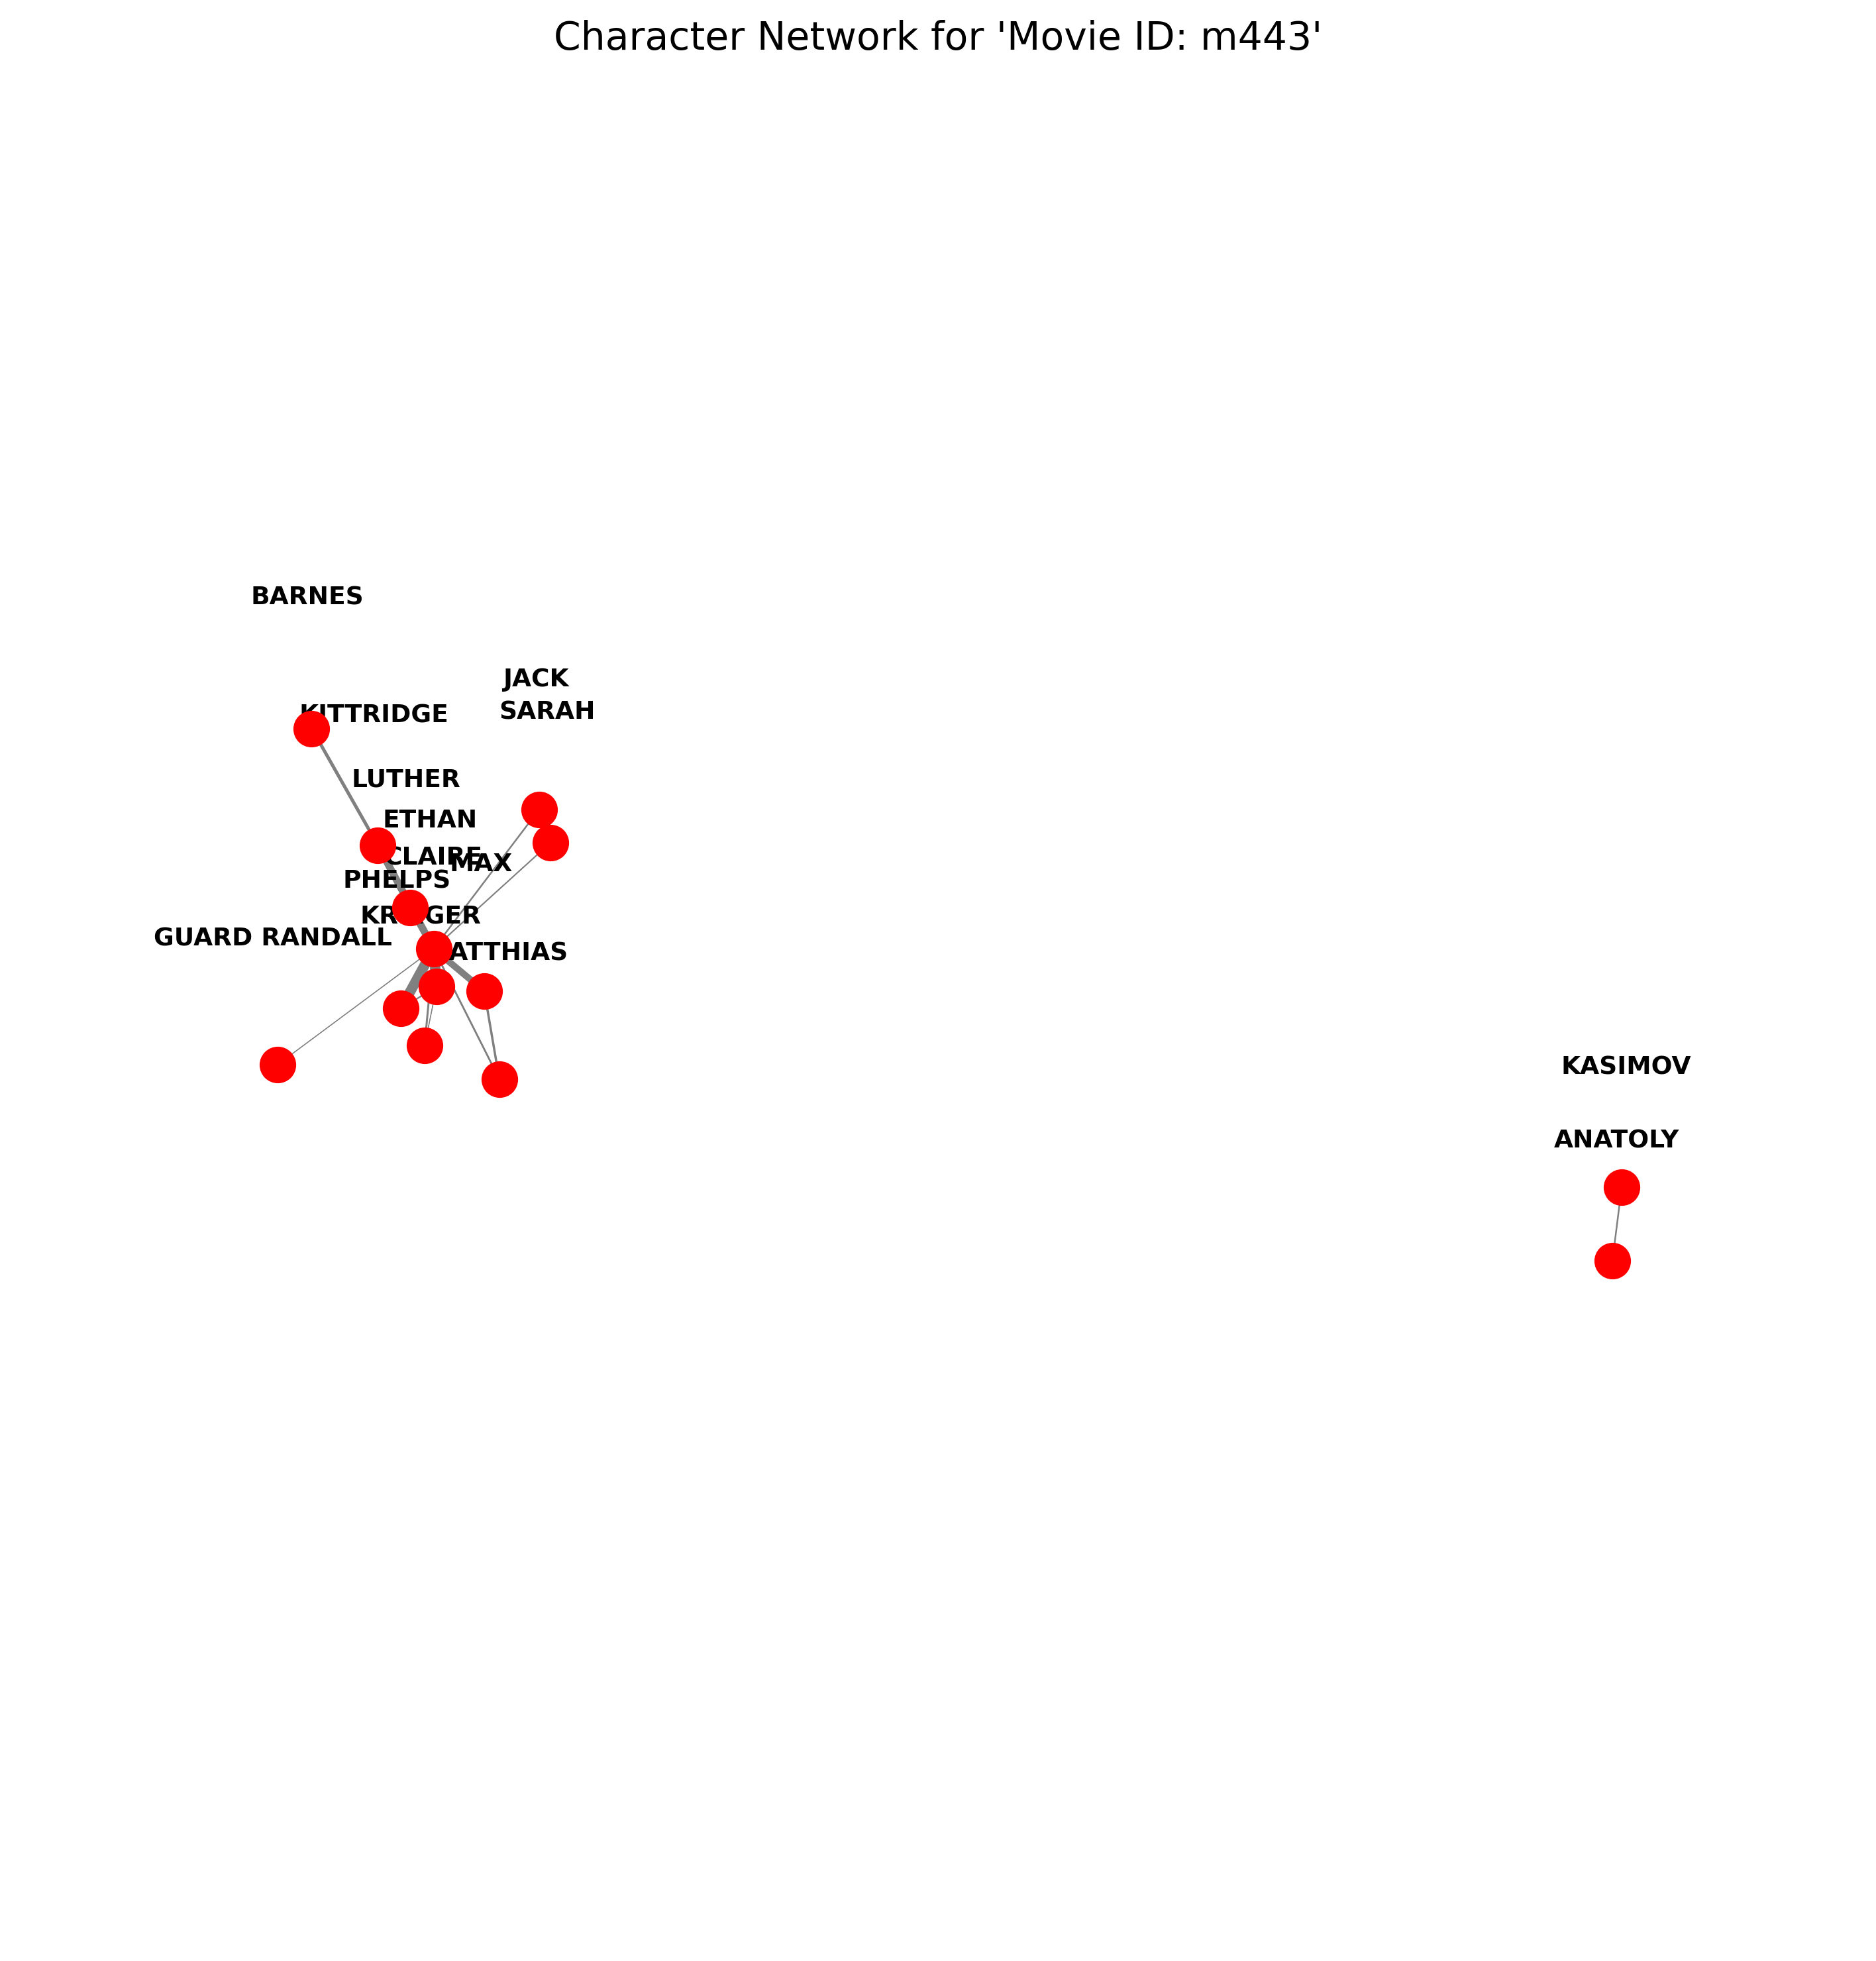 Character Network for 'Movie ID: m443'
BARNES
JACK
SARAH
KITTRIDGE
LUTHER
ETHAN
CLAIRE
MAX
PHELPS
GUARD RANDALL
ATTHIAS
KASIMOV
ANATOLY